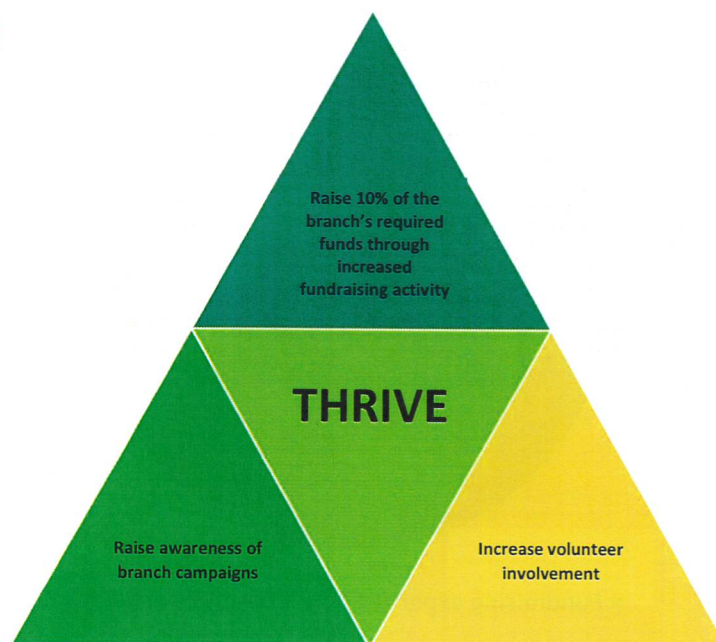 Raise 10% of the
branch's required
funds through
increased
fundraising activity
THRIVE
Raise awareness of
branch campaigns
Increase volunteer
involvement